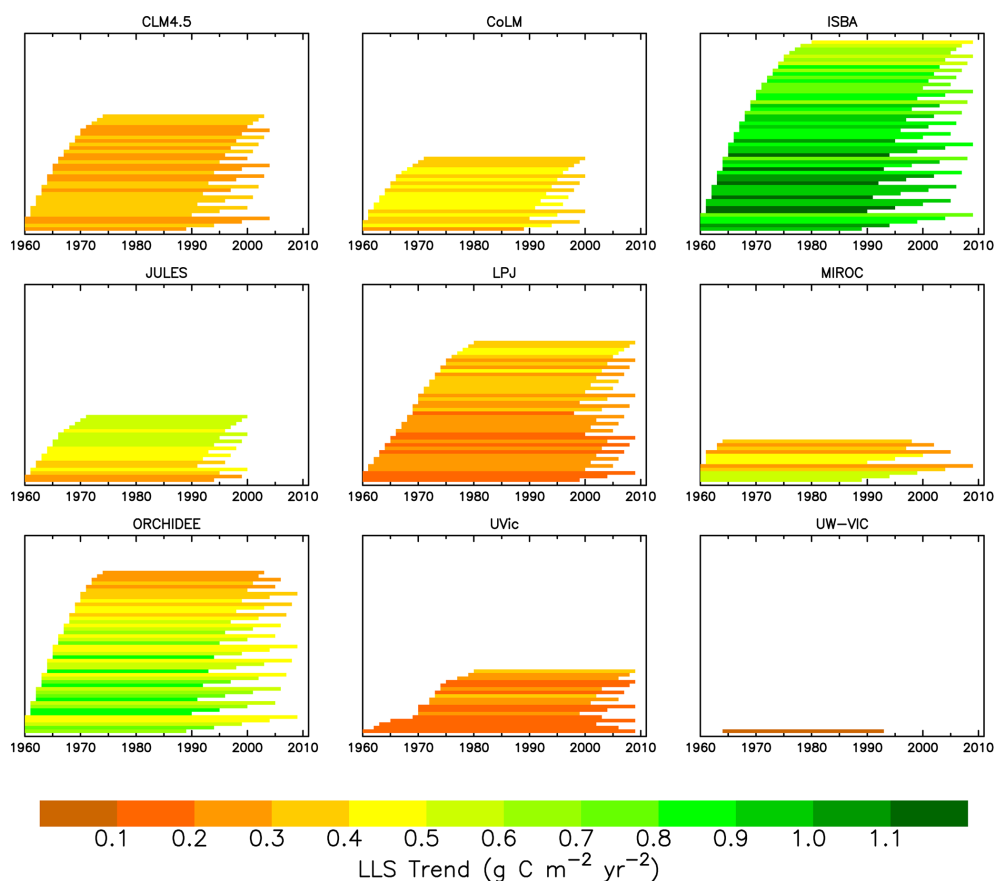 CLM4.5 CoLM ISBA
1960 1970 1980 1990 2000 2010 1960 1970 1980 1990 2000 2010 1960 1970 1980 1990 2000 2010
JULES LPJ MIROC
1960 1970 1980 1990 2000 2010 1960 1970 1980 1990 2000 2010 1960 1970 1980 1990 2000 2010
ORCHIDEE UVic UW-VIC
1960 1970 1980 1990 2000 2010 1960 1970 1980 1990 2000 2010 1960 1970 1980 1990 2000 2010
0.1 0.2 0.3 0.4 0.5 0.6 0.7 0.8 0.9 1.0 1.1
LLS Trend (g C m⁻² yr⁻²)